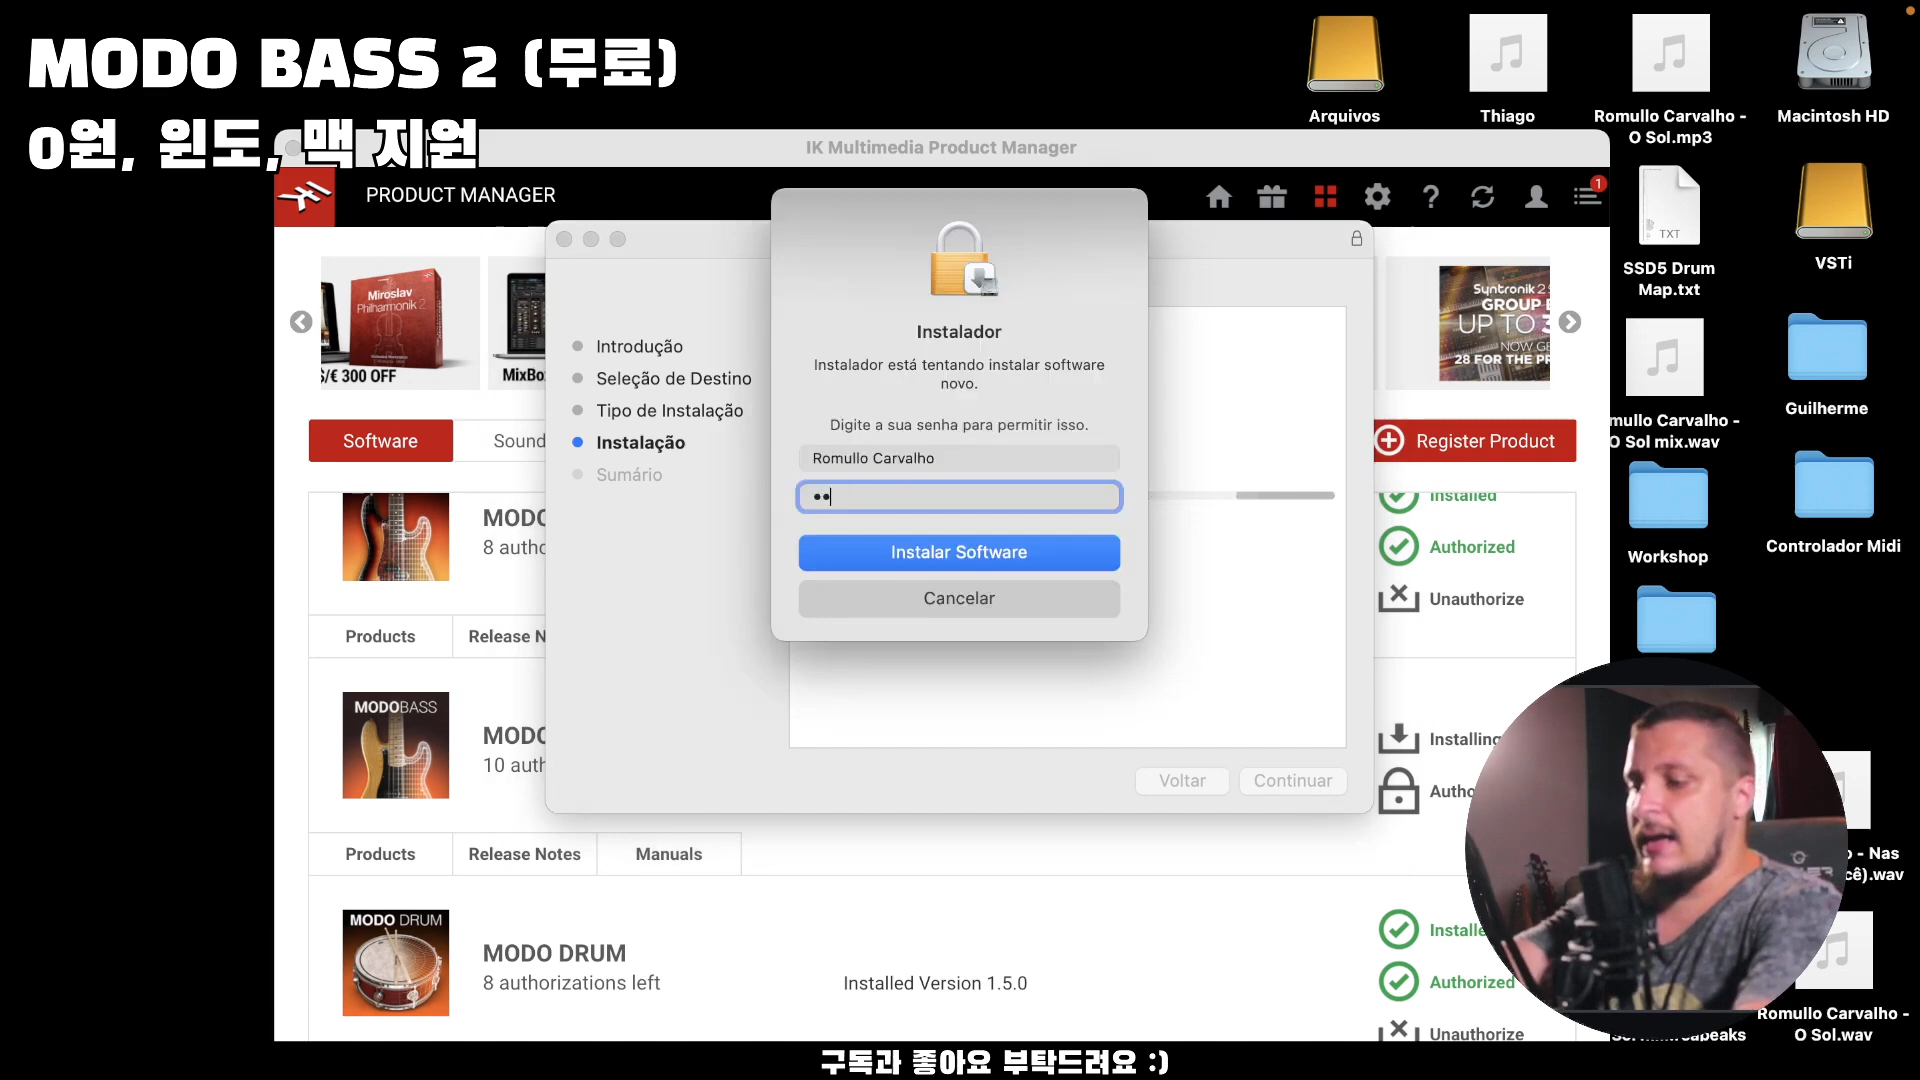 MODO BASS 2 (무료)
0원, 윈도, 맥 지원
Arquivos
Thiago
Romullo Carvalho -
O Sol.mp3
Macintosh HD
IK Multimedia Product Manager
PRODUCT MANAGER
1
TXT
SSD5 Drum
Map.txt
VSTi
Miroslav
Philharmonik 2
$/€ 300 OFF
MixBo
Syntronik 2
GROUP
UP TO 3
NOW GE
28 FOR THE PR
Instalador
Instalador está tentando instalar software
novo.
Digite a sua senha para permitir isso.
Romullo Carvalho
••
Instalar Software
Cancelar
Introdução
Seleção de Destino
Tipo de Instalação
Instalação
Sumário
Voltar
Continuar
mullo Carvalho -
O Sol mix.wav
Guilherme
Software
Sound
Register Product
MODO
8 autho
Installed
Authorized
Unauthorize
Workshop
Controlador Midi
Products
Release N
MODOBASS
MODO
10 auth
Installing
Autho
Products
Release Notes
Manuals
o - Nas
cê).wav
MODO DRUM
MODO DRUM
8 authorizations left
Installed Version 1.5.0
Installe
Authorized
Unauthorize
Romullo Carvalho -
O Sol.wav
구독과 좋아요 부탁드려요 :)